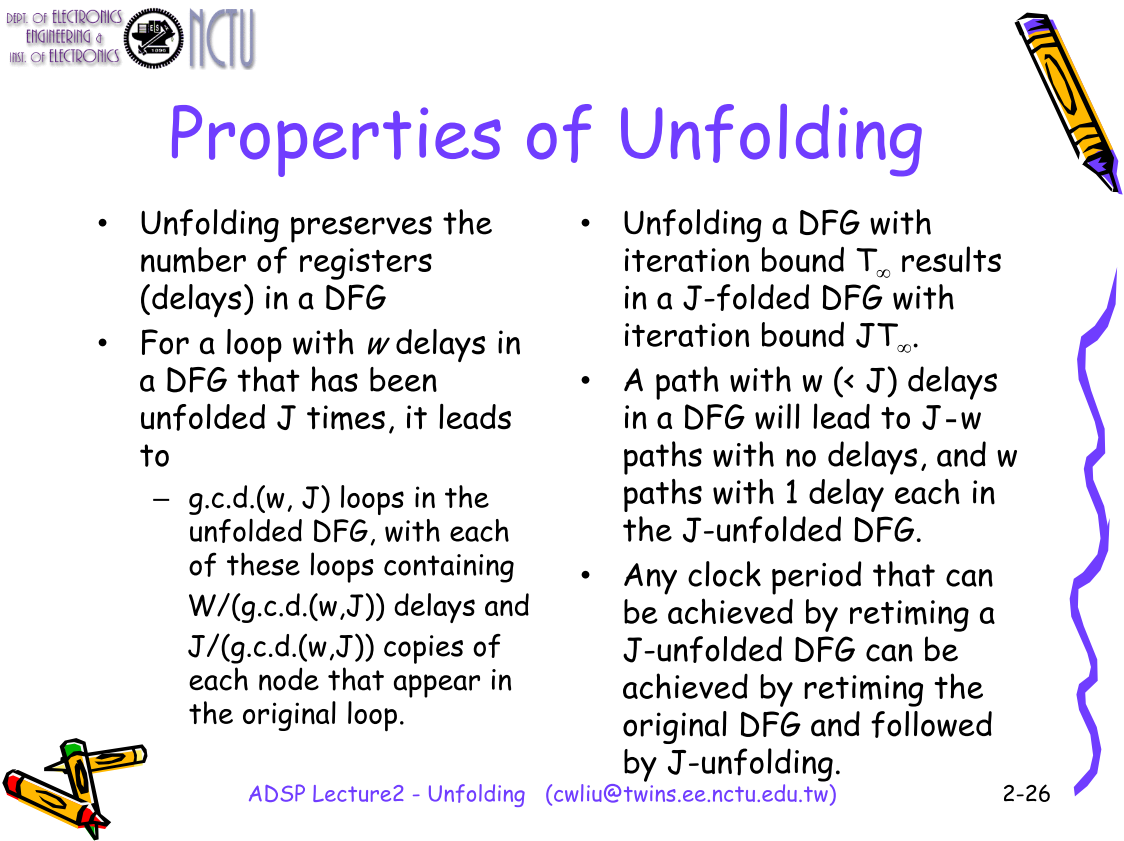 DEPT. OF ELECTRONICS
ENGINEERING &
INST. OF ELECTRONICS
NCTU
ES
1896
Properties of Unfolding
• Unfolding preserves the
number of registers
(delays) in a DFG
• For a loop with w delays in
a DFG that has been
unfolded J times, it leads
to
– g.c.d.(w, J) loops in the
unfolded DFG, with each
of these loops containing
W/(g.c.d.(w,J)) delays and
J/(g.c.d.(w,J)) copies of
each node that appear in
the original loop.
• Unfolding a DFG with
iteration bound T∞ results
in a J-folded DFG with
iteration bound JT∞.
• A path with w (< J) delays
in a DFG will lead to J-w
paths with no delays, and w
paths with 1 delay each in
the J-unfolded DFG.
• Any clock period that can
be achieved by retiming a
J-unfolded DFG can be
achieved by retiming the
original DFG and followed
by J-unfolding.
ADSP Lecture2 - Unfolding (cwliu@twins.ee.nctu.edu.tw)
2-26